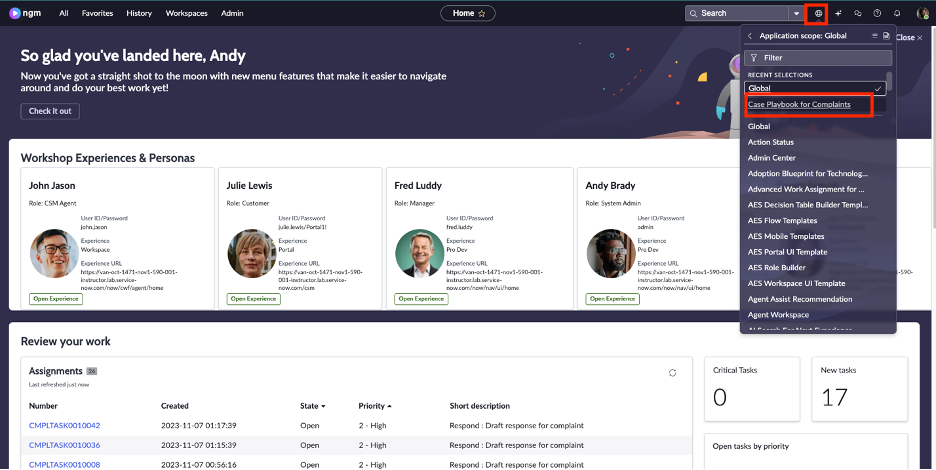 ngm All Favorites History Workspaces Admin Home Search
Application scope: Global
Close
Filter
RECENT SELECTIONS
Global
Case Playbook for Complaints
Global
Action Status
Admin Center
Adoption Blueprint for Technolog...
Advanced Work Assignment for ...
AES Decision Table Builder Templ...
AES Flow Templates
AES Mobile Templates
AES Portal UI Template
AES Role Builder
AES Workspace UI Template
Agent Assist Recommendation
Agent Workspace
So glad you've landed here, Andy
Now you've got a straight shot to the moon with new menu features that make it easier to navigate
around and do your best work yet!
Check it out
Workshop Experiences & Personas
John Jason
Role: CSM Agent
User ID/Password
john.jason
Experience
Workspace
Experience URL
https://van-oct-1471-nov1-590-001-
instructor.lab.service-
now.com/now/cwf/agent/home
Open Experience
Julie Lewis
Role: Customer
User ID/Password
julie.lewis/Portal1!
Experience
Portal
Experience URL
https://van-oct-1471-nov1-590-001-
instructor.lab.service-
now.com/csm
Open Experience
Fred Luddy
Role: Manager
User ID/Password
fred.luddy
Experience
Pro Dev
Experience URL
https://van-oct-1471-nov1-590-001-
instructor.lab.service-
now.com/now/nav/ui/home
Open Experience
Andy Brady
Role: System Admin
User ID/Password
admin
Experience
Pro Dev
Experience URL
https://van-oct-1471-nov1-590-001-
instructor.lab.service-
now.com/now/nav/ui/home
Open Experience
Review your work
Assignments 26
Last refreshed just now
Number Created State Priority Short description
CMPLTASK0010042 2023-11-07 01:17:39 Open 2 - High Respond : Draft response for complaint
CMPLTASK0010036 2023-11-07 01:15:39 Open 2 - High Respond : Draft response for complaint
CMPLTASK0010008 2023-11-07 00:56:16 Open 2 - High Respond : Draft response for complaint
Critical Tasks
0
New tasks
17
Open tasks by priority